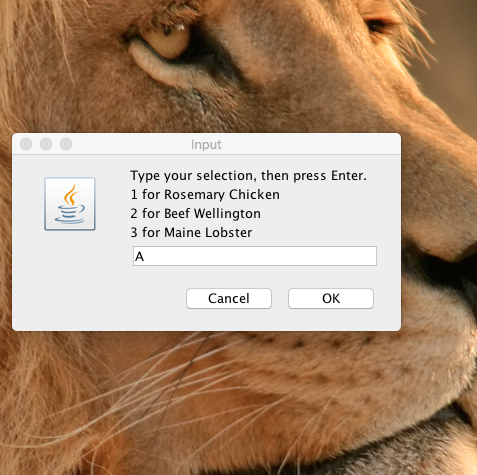 Input
Type your selection, then press Enter.
1 for Rosemary Chicken
2 for Beef Wellington
3 for Maine Lobster
A
Cancel
OK